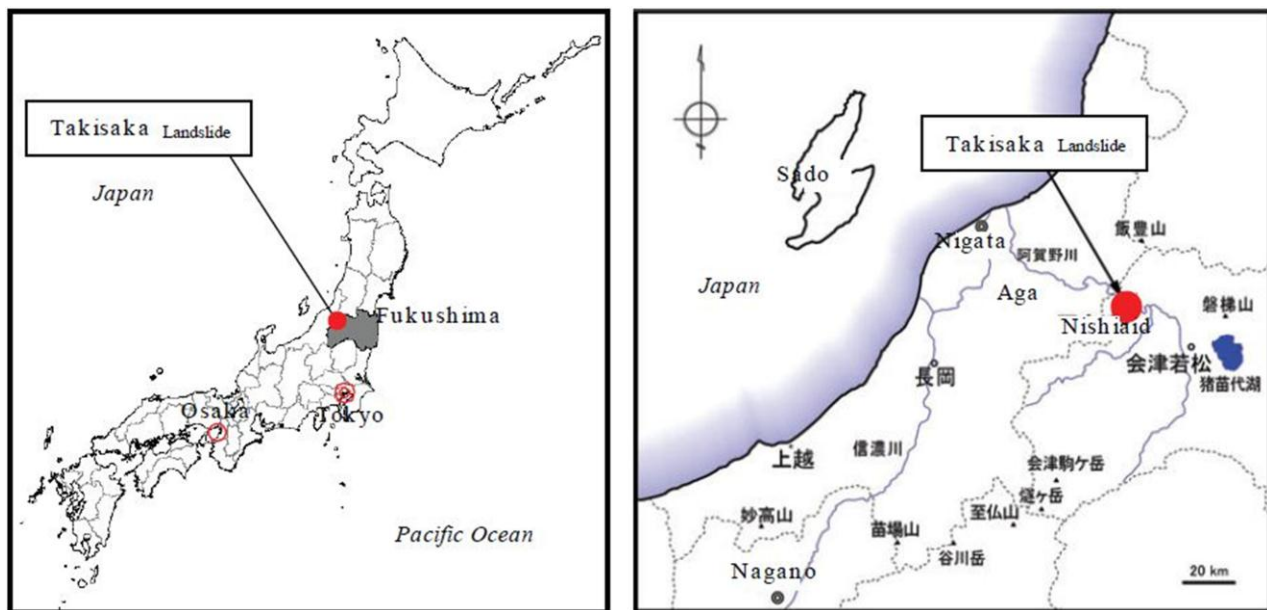 Takisaka Landslide
Japan
Fukushima
Osaka
Tokyo
Pacific Ocean
Takisaka Landslide
Sado
Nigata
飯豊山
阿賀野川
Japan
Aga
Nishiaid
磐梯山
長岡
会津若松
猪苗代湖
上越
信濃川
会津駒ケ岳
燧ヶ岳
妙高山
苗場山
至仏山
谷川岳
Nagano
20 km